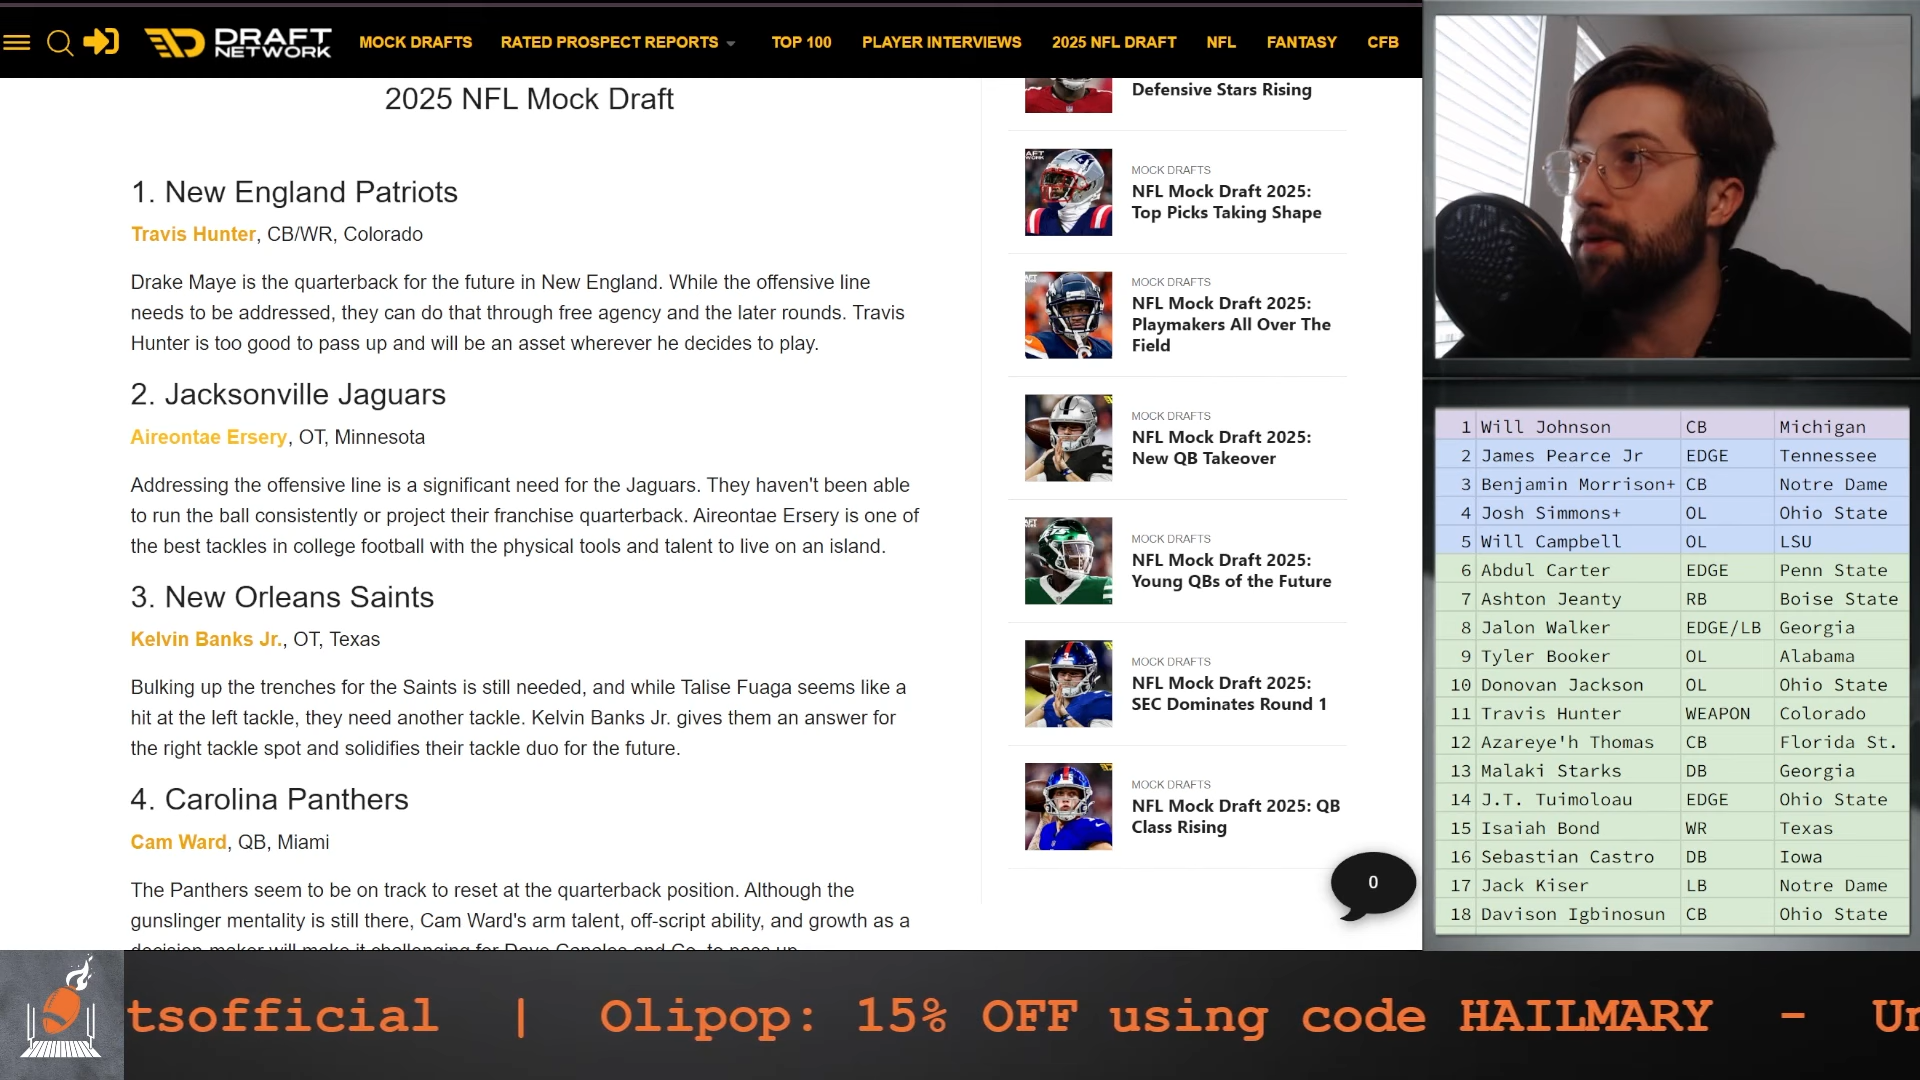 DRAFT
NETWORK
MOCK DRAFTS
RATED PROSPECT REPORTS
TOP 100
PLAYER INTERVIEWS
2025 NFL DRAFT
NFL
FANTASY
CFB
2025 NFL Mock Draft
1. New England Patriots
Travis Hunter, CB/WR, Colorado
Drake Maye is the quarterback for the future in New England. While the offensive line
needs to be addressed, they can do that through free agency and the later rounds. Travis
Hunter is too good to pass up and will be an asset wherever he decides to play.
2. Jacksonville Jaguars
Aireontae Ersery, OT, Minnesota
Addressing the offensive line is a significant need for the Jaguars. They haven't been able
to run the ball consistently or project their franchise quarterback. Aireontae Ersery is one of
the best tackles in college football with the physical tools and talent to live on an island.
3. New Orleans Saints
Kelvin Banks Jr., OT, Texas
Bulking up the trenches for the Saints is still needed, and while Talise Fuaga seems like a
hit at the left tackle, they need another tackle. Kelvin Banks Jr. gives them an answer for
the right tackle spot and solidifies their tackle duo for the future.
4. Carolina Panthers
Cam Ward, QB, Miami
The Panthers seem to be on track to reset at the quarterback position. Although the
gunslinger mentality is still there, Cam Ward's arm talent, off-script ability, and growth as a
decision-maker will make it challenging for Dave Canales and Co. to pass up.
Defensive Stars Rising
MOCK DRAFTS
NFL Mock Draft 2025:
Top Picks Taking Shape
MOCK DRAFTS
NFL Mock Draft 2025:
Playmakers All Over The
Field
MOCK DRAFTS
NFL Mock Draft 2025:
New QB Takeover
MOCK DRAFTS
NFL Mock Draft 2025:
Young QBs of the Future
MOCK DRAFTS
NFL Mock Draft 2025:
SEC Dominates Round 1
MOCK DRAFTS
NFL Mock Draft 2025: QB
Class Rising
0
1 Will Johnson CB Michigan
2 James Pearce Jr EDGE Tennessee
3 Benjamin Morrison+ CB Notre Dame
4 Josh Simmons+ OL Ohio State
5 Will Campbell OL LSU
6 Abdul Carter EDGE Penn State
7 Ashton Jeanty RB Boise State
8 Jalon Walker EDGE/LB Georgia
9 Tyler Booker OL Alabama
10 Donovan Jackson OL Ohio State
11 Travis Hunter WEAPON Colorado
12 Azareye'h Thomas CB Florida St.
13 Malaki Starks DB Georgia
14 J.T. Tuimoloau EDGE Ohio State
15 Isaiah Bond WR Texas
16 Sebastian Castro DB Iowa
17 Jack Kiser LB Notre Dame
18 Davison Igbinosun CB Ohio State
tsofficial | Olipop: 15% OFF using code HAILMARY - Un